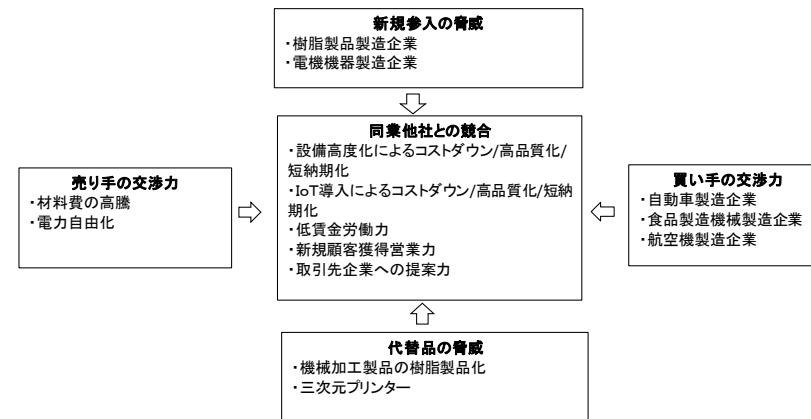 新規参入の脅威
・樹脂製品製造企業
・電機機器製造企業
同業他社との競合
・設備高度化によるコストダウン/高品質化/
短納期化
・IoT導入によるコストダウン/高品質化/短納
期化
・低賃金労働力
・新規顧客獲得営業力
・取引先企業への提案力
売り手の交渉力
・材料費の高騰
・電力自由化
買い手の交渉力
・自動車製造企業
・食品製造機械製造企業
・航空機製造企業
代替品の脅威
・機械加工製品の樹脂製品化
・三次元プリンター